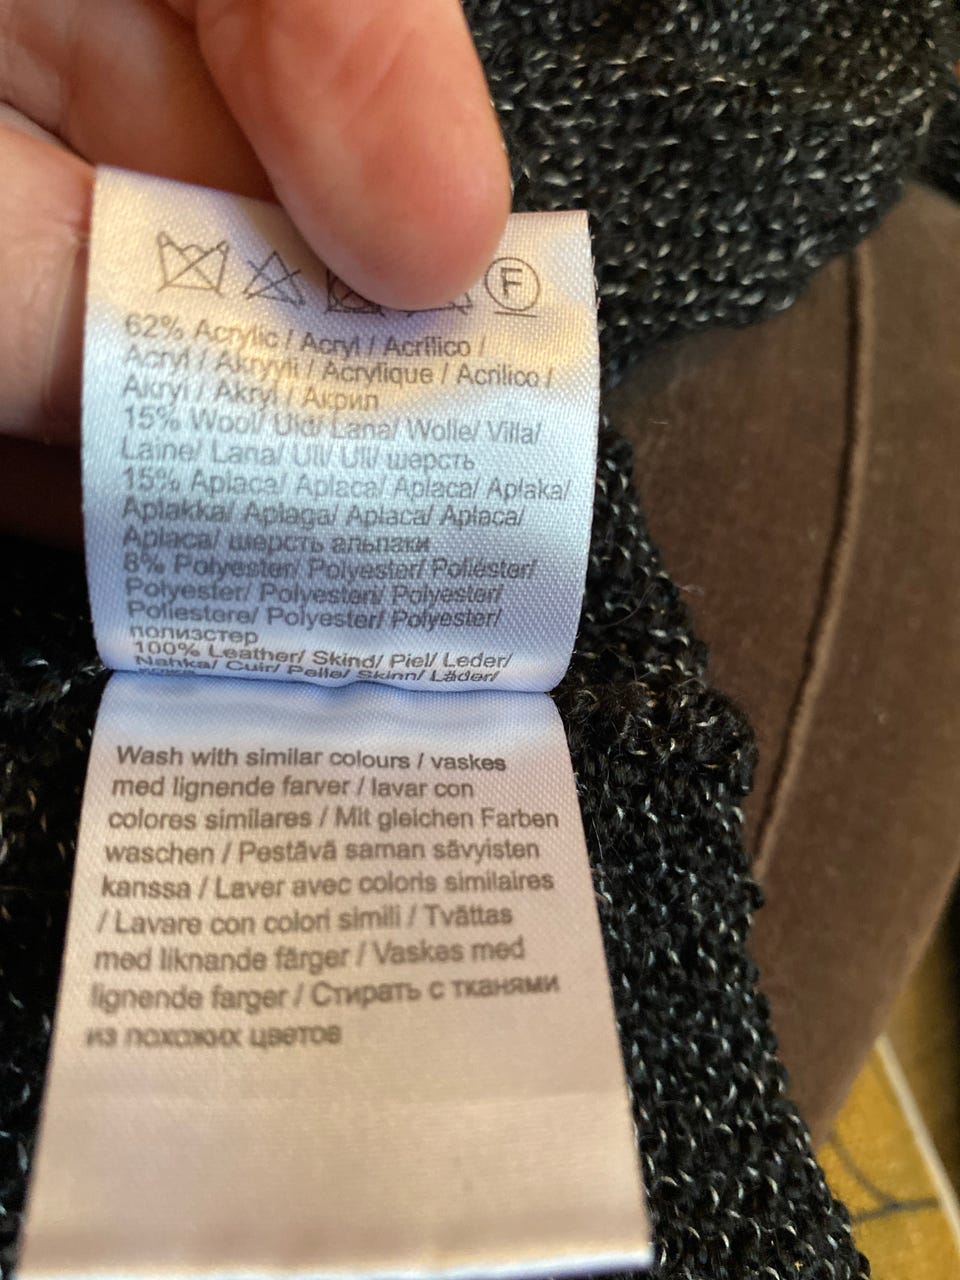 F
62% Acrylic / Acryl / Acrilico /
Acryl / Akryyli / Acrylique / Acrilico /
Akryl / Akryl / Акрил
15% Wool/ Uld/ Lana/ Wolle/ Villa/
Laine/ Lana/ Ull/ Ull/ шерсть
15% Aplaca/ Aplaca/ Aplaca/ Aplaka/
Aplakka/ Aplaga/ Aplaca/ Aplaca/
Aplaca/ шерсть альпаки
8% Polyester/ Polyester/ Poliéster/
Polyester/ Polyesteri/ Polyester/
Poliestere/ Polyester/ Polyester/
полиэстер
100% Leather/ Skind/ Piel/ Leder/
Nahka/ Cuir/ Pelle/ Skinn/ Läder/
Wash with similar colours / vaskes
med lignende farver / lavar con
colores similares / Mit gleichen Farben
waschen / Pestävä saman sävyisten
kanssa / Laver avec coloris similaires
/ Lavare con colori simili / Tvättas
med liknande färger / Vaskes med
lignende farger / Стирать с тканями
из похожих цветов